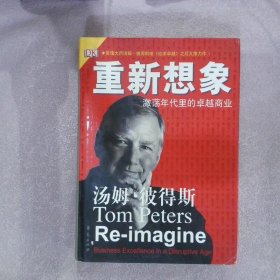 DK
重新想象
激荡年代里的卓越商业
汤姆·彼得斯
Tom Peters
Re-imagine
Business Excellence in a Disruptive Age